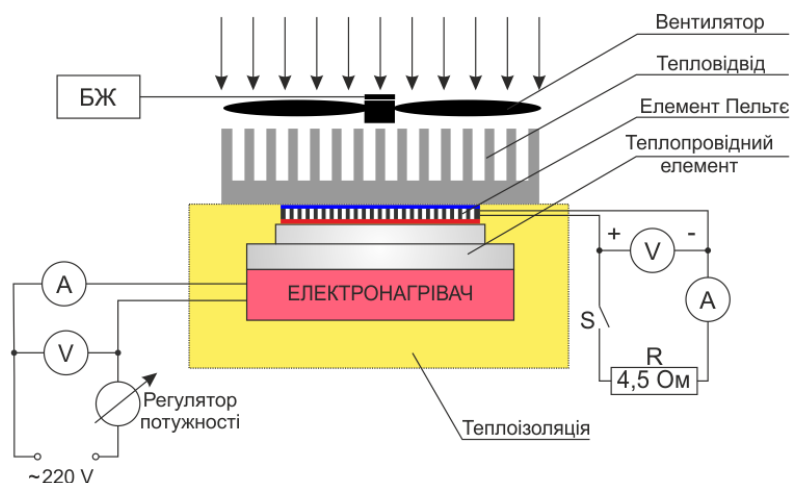 Вентилятор
Тепловідвід
БЖ
Елемент Пельтє
Теплопровідний
елемент
+
-
V
A
ЕЛЕКТРОНАГРІВАЧ
A
S
V
R
4,5 Ом
Регулятор
потужності
Теплоізоляція
~220 V